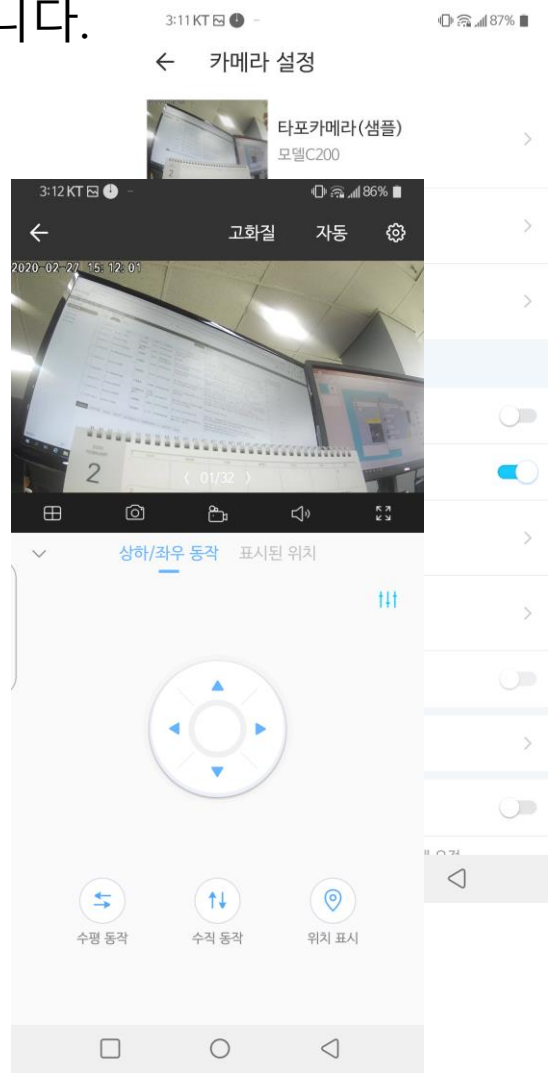 니다.
3:11 KT
87%
카메라 설정
타포카메라(샘플)
모델C200
3:12 KT
86%
고화질 자동
2020-02-27 15:12:01
2
01/32
상하/좌우 동작 표시된 위치
수평 동작 수직 동작 위치 표시